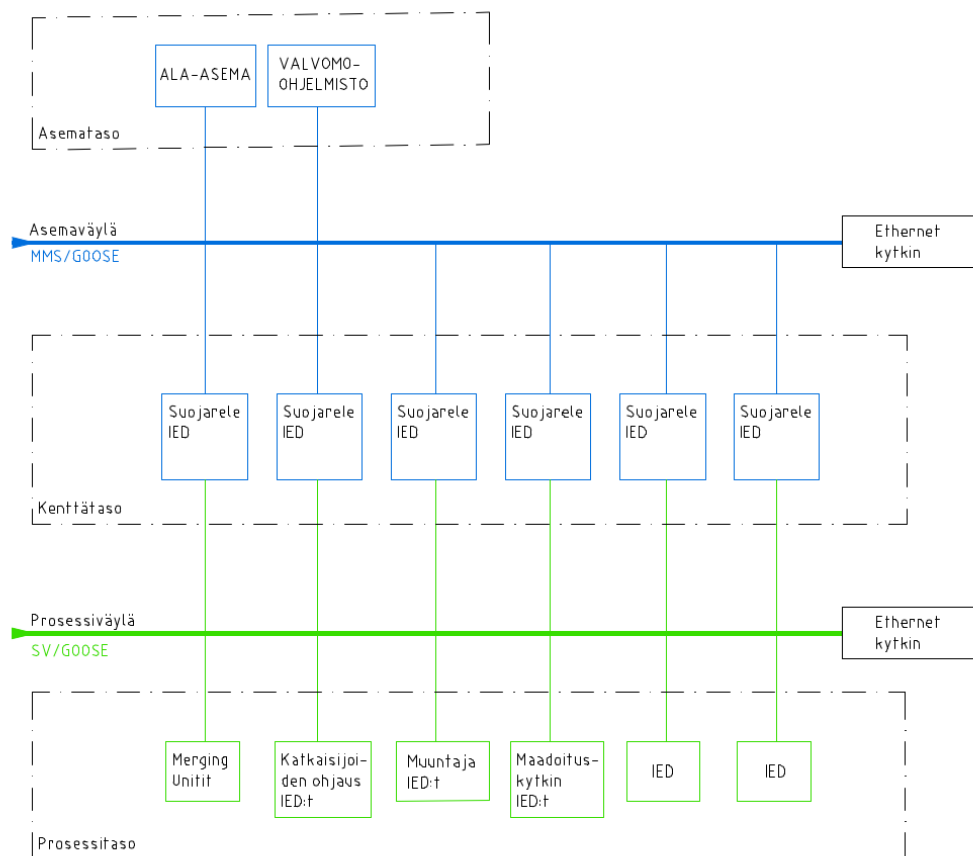 ALA-ASEMA
VALVOMO-
OHJELMISTO
Asemataso
Asemaväylä
MMS/GOOSE
Ethernet
kytkin
Suojarele
IED
Suojarele
IED
Suojarele
IED
Suojarele
IED
Suojarele
IED
Suojarele
IED
Kenttätaso
Prosessiväylä
SV/GOOSE
Ethernet
kytkin
Merging
Unitit
Katkaisijoi-
den ohjaus
IED:t
Muuntaja
IED:t
Maadoitus-
kytkin
IED:t
IED
IED
Prosessitaso